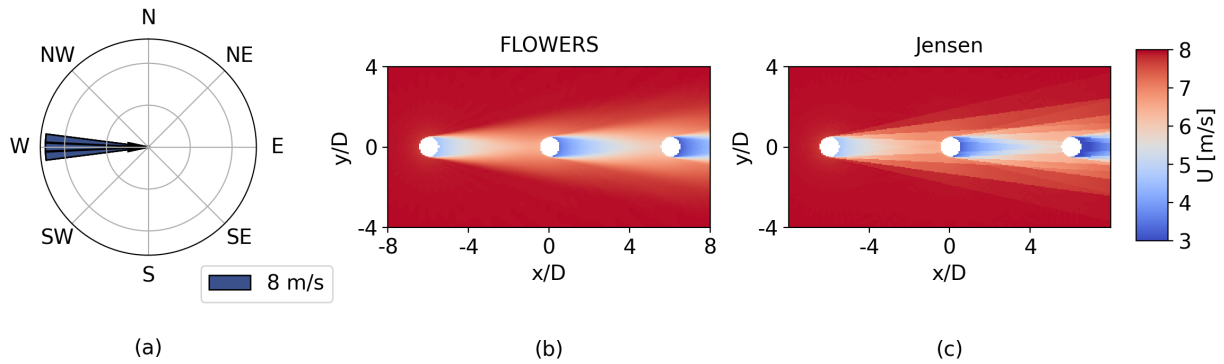 N
NW
NE
W
E
SW
SE
S
8 m/s
(a)
FLOWERS
4
0
-4
y/D
-8
-4
0
4
8
x/D
(b)
Jensen
4
0
-4
y/D
-4
0
4
x/D
(c)
8
7
6
5
4
3
U [m/s]